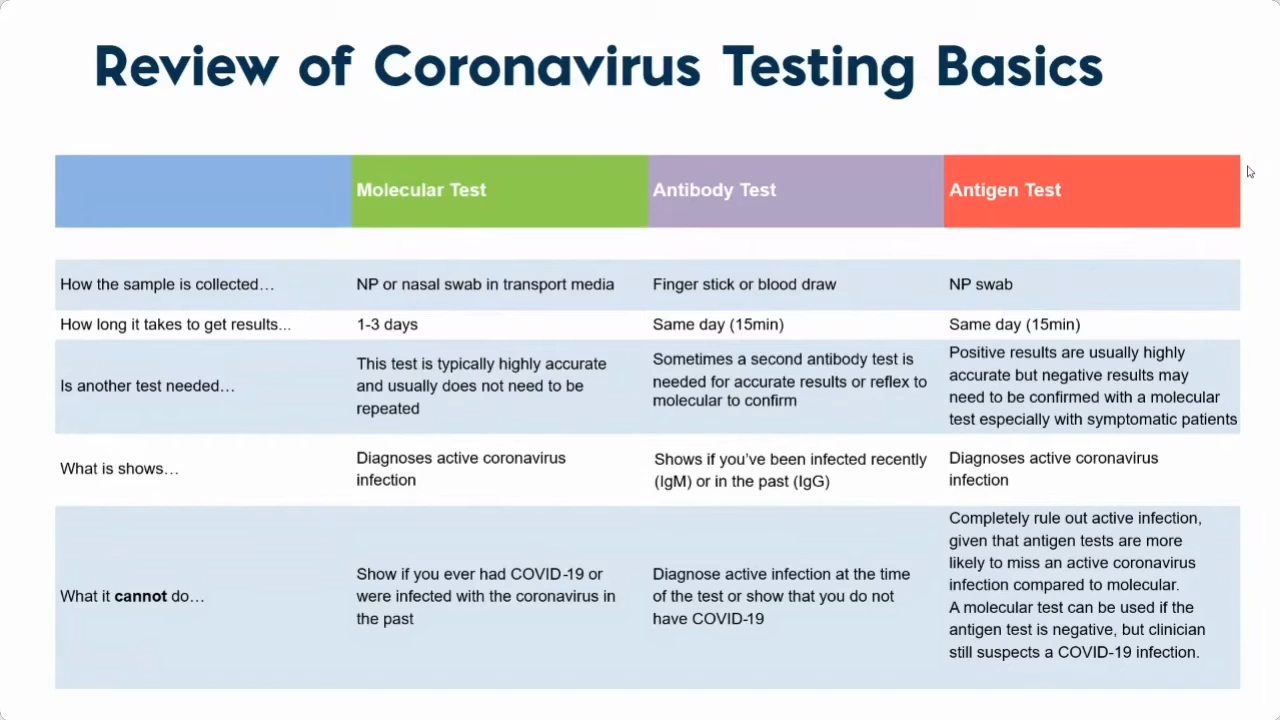 Review of Coronavirus Testing Basics
Molecular Test
Antibody Test
Antigen Test
How the sample is collected…
NP or nasal swab in transport media
Finger stick or blood draw
NP swab
How long it takes to get results...
1-3 days
Same day (15min)
Same day (15min)
Is another test needed…
This test is typically highly accurate
and usually does not need to be
repeated
Sometimes a second antibody test is
needed for accurate results or reflex to
molecular to confirm
Positive results are usually highly
accurate but negative results may
need to be confirmed with a molecular
test especially with symptomatic patients
What is shows…
Diagnoses active coronavirus
infection
Shows if you’ve been infected recently
(IgM) or in the past (IgG)
Diagnoses active coronavirus
infection
What it cannot do…
Show if you ever had COVID-19 or
were infected with the coronavirus in
the past
Diagnose active infection at the time
of the test or show that you do not
have COVID-19
Completely rule out active infection,
given that antigen tests are more
likely to miss an active coronavirus
infection compared to molecular.
A molecular test can be used if the
antigen test is negative, but clinician
still suspects a COVID-19 infection.